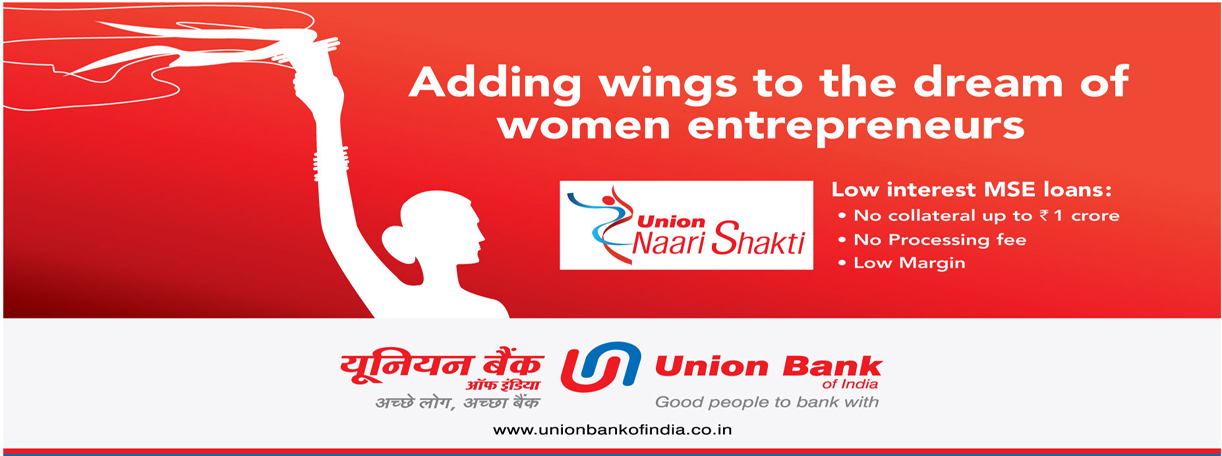 Adding wings to the dream of
women entrepreneurs
Union
Naari Shakti
Low interest MSE loans:
• No collateral up to ₹ 1 crore
• No Processing fee
• Low Margin
यूनियन बैंक
ऑफ इंडिया
अच्छे लोग, अच्छा बैंक
Union Bank
of India
Good people to bank with
www.unionbankofindia.co.in